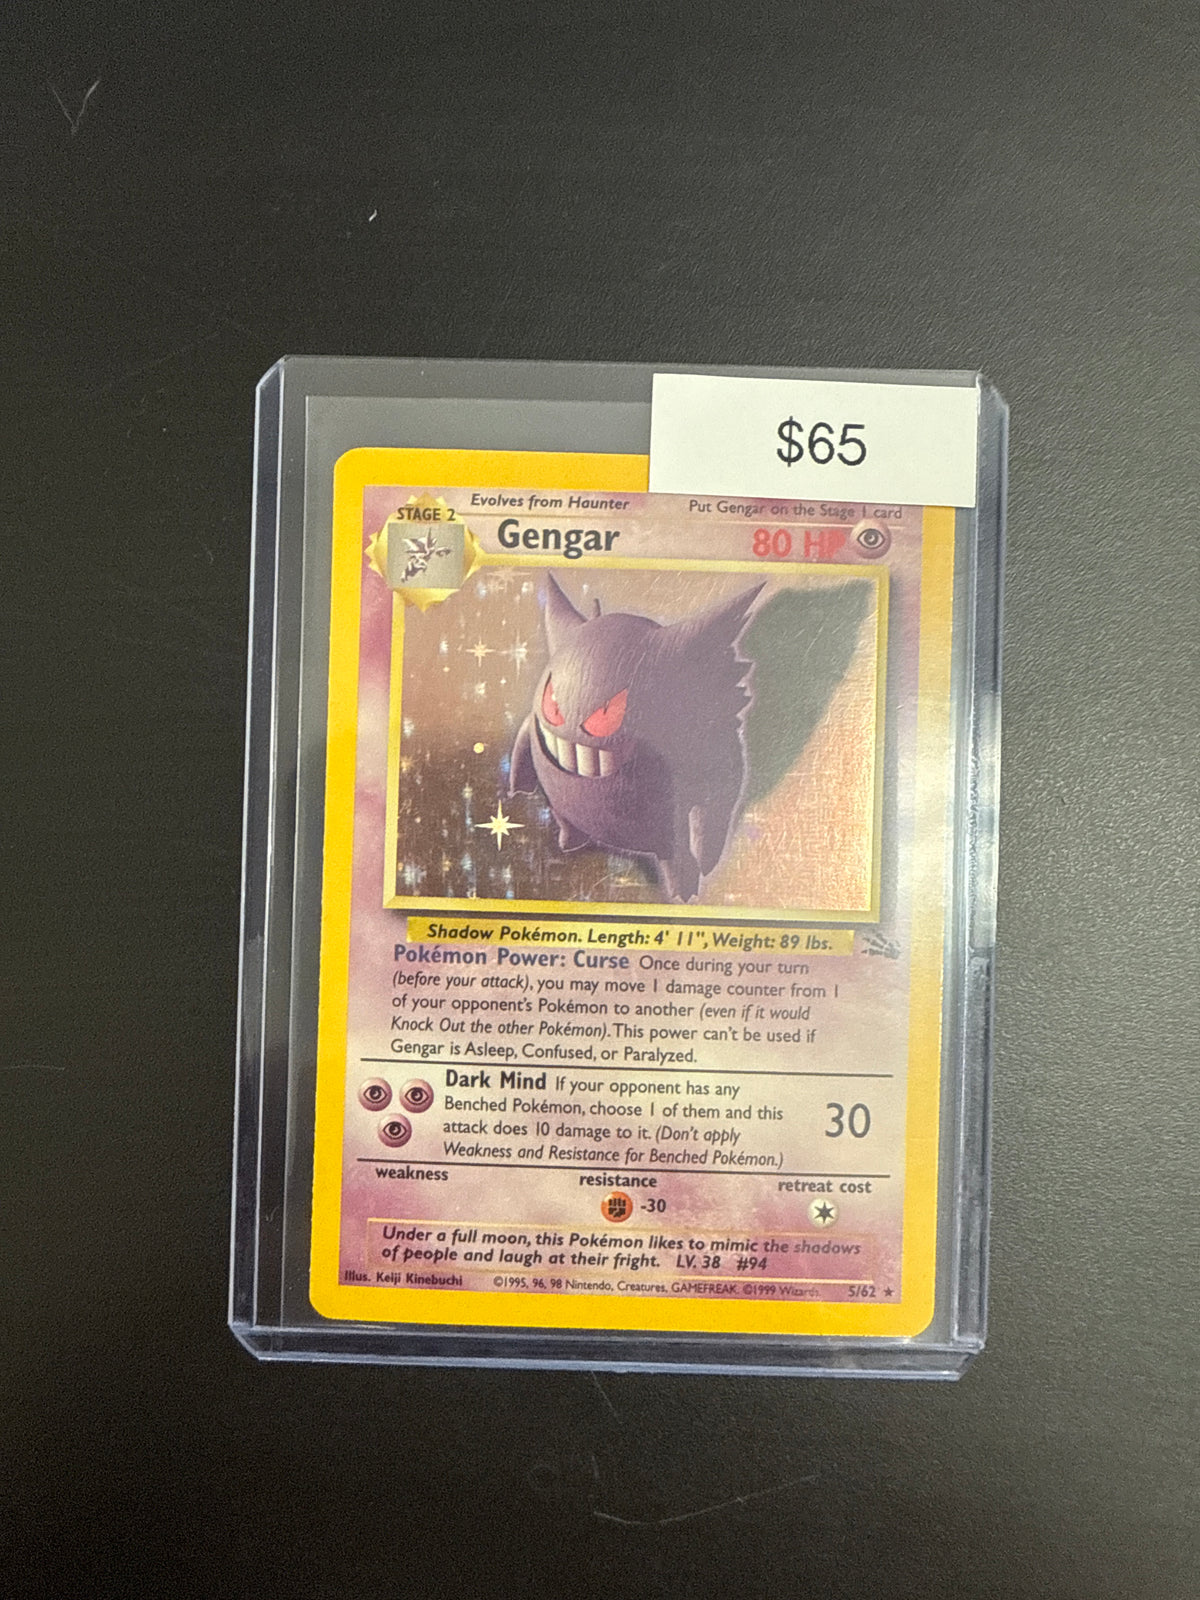 $65
Evolves from Haunter
Put Gengar on the Stage 1 card
STAGE 2
Gengar
80 HP
Shadow Pokémon. Length: 4' 11", Weight: 89 lbs.
Pokémon Power: Curse Once during your turn
(before your attack), you may move 1 damage counter from 1
of your opponent's Pokémon to another (even if it would
Knock Out the other Pokémon). This power can't be used if
Gengar is Asleep, Confused, or Paralyzed.
Dark Mind If your opponent has any
Benched Pokémon, choose 1 of them and this
attack does 10 damage to it. (Don't apply
Weakness and Resistance for Benched Pokémon.)
30
weakness
resistance
retreat cost
-30
Under a full moon, this Pokémon likes to mimic the shadows
of people and laugh at their fright. LV. 38 #94
Illus. Keiji Kinebuchi
©1995, 96, 98 Nintendo, Creatures, GAMEFREAK. ©1999 Wizards.
5/62 ★